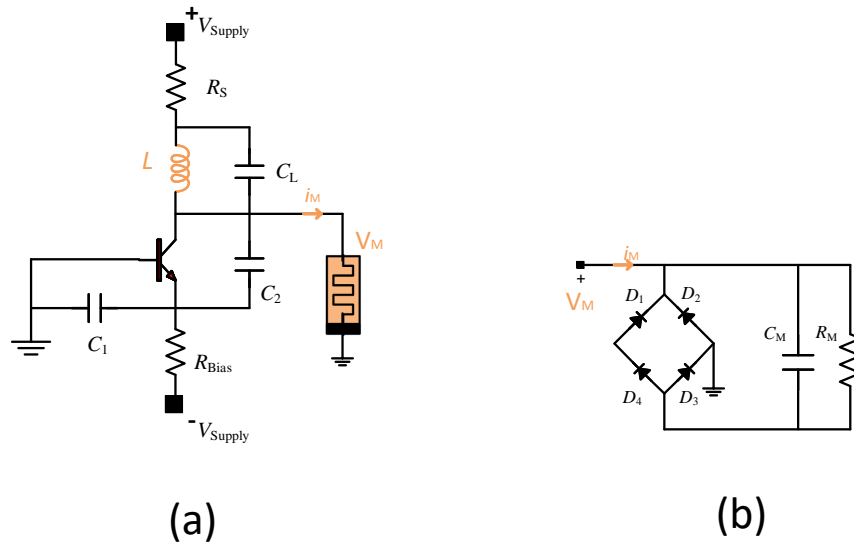 +
VSupply
RS
L
CL
iM
VM
C2
C1
RBias
-VSupply
(a)
iM
VM
+
D1
D2
CM
RM
D4
D3
(b)